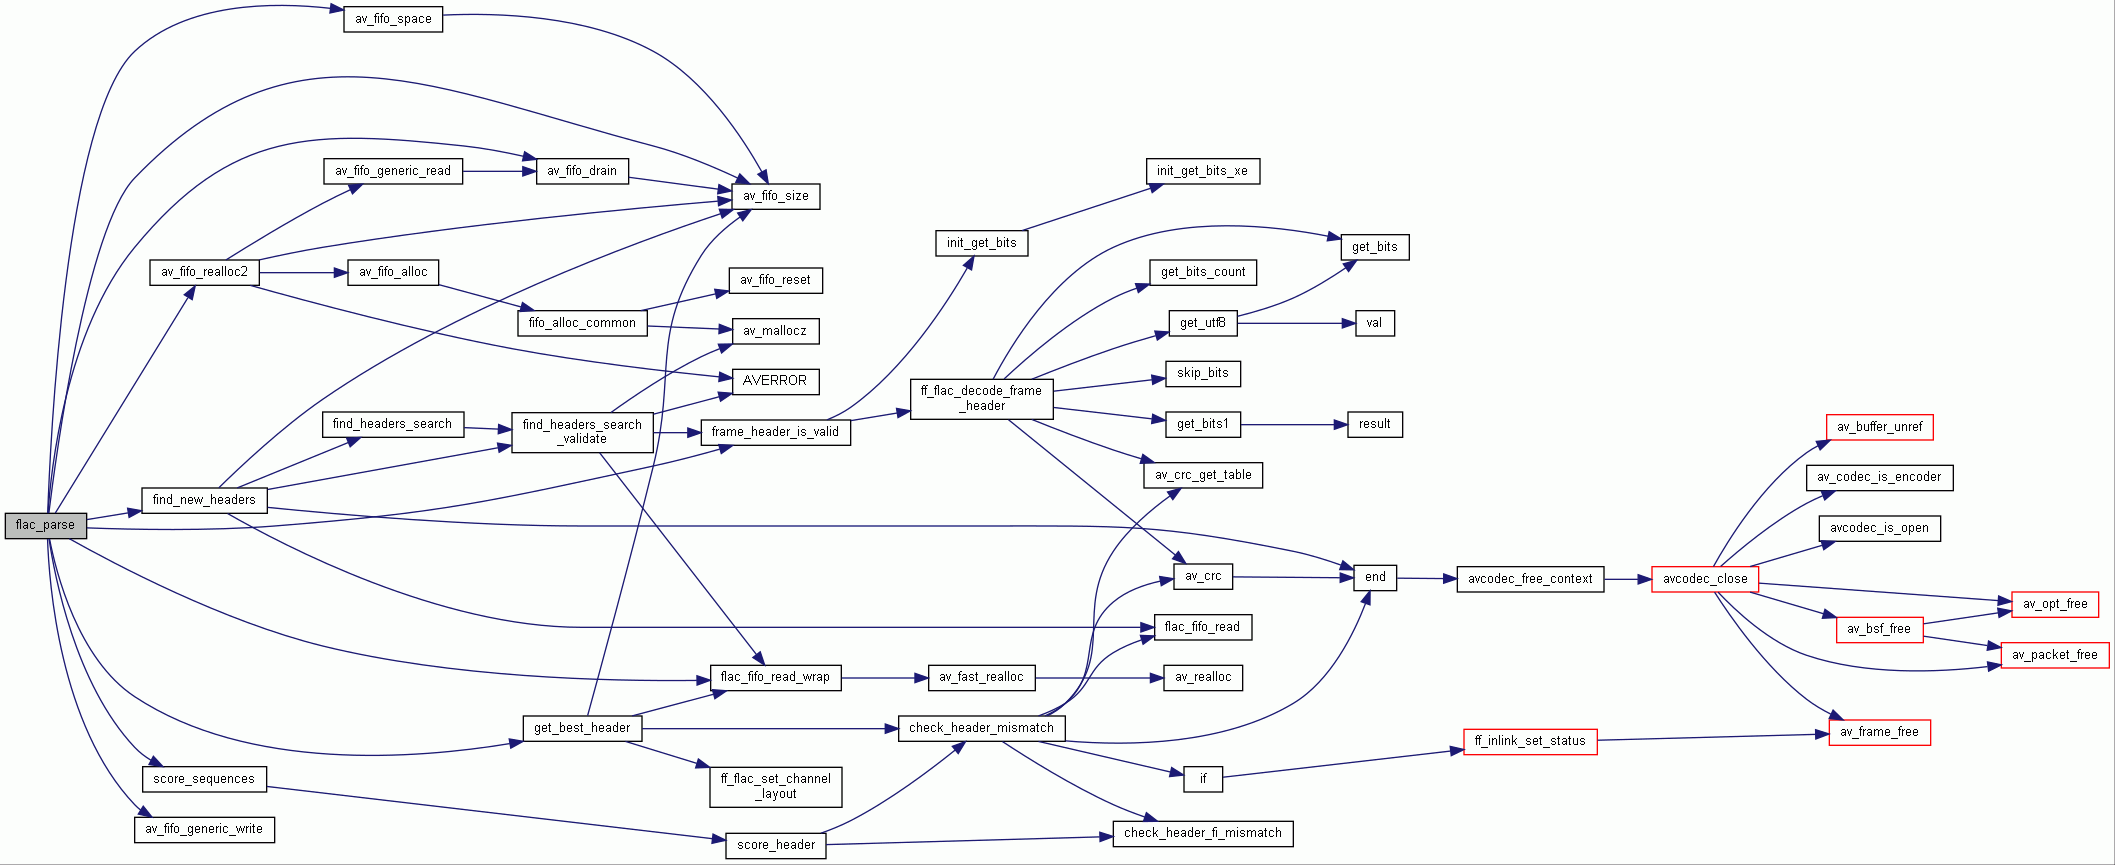 av_fifo_space
av_fifo_generic_read
av_fifo_drain
av_fifo_size
init_get_bits_xe
init_get_bits
get_bits
av_fifo_realloc2
av_fifo_alloc
av_fifo_reset
get_bits_count
fifo_alloc_common
av_mallocz
get_utf8
val
AVERROR
skip_bits
ff_flac_decode_frame
_header
find_headers_search
find_headers_search
_validate
frame_header_is_valid
get_bits1
result
av_buffer_unref
av_crc_get_table
av_codec_is_encoder
find_new_headers
flac_parse
avcodec_is_open
av_crc
end
avcodec_free_context
avcodec_close
av_opt_free
flac_fifo_read
av_bsf_free
av_packet_free
flac_fifo_read_wrap
av_fast_realloc
av_realloc
get_best_header
check_header_mismatch
ff_inlink_set_status
av_frame_free
score_sequences
ff_flac_set_channel
_layout
if
av_fifo_generic_write
score_header
check_header_fi_mismatch